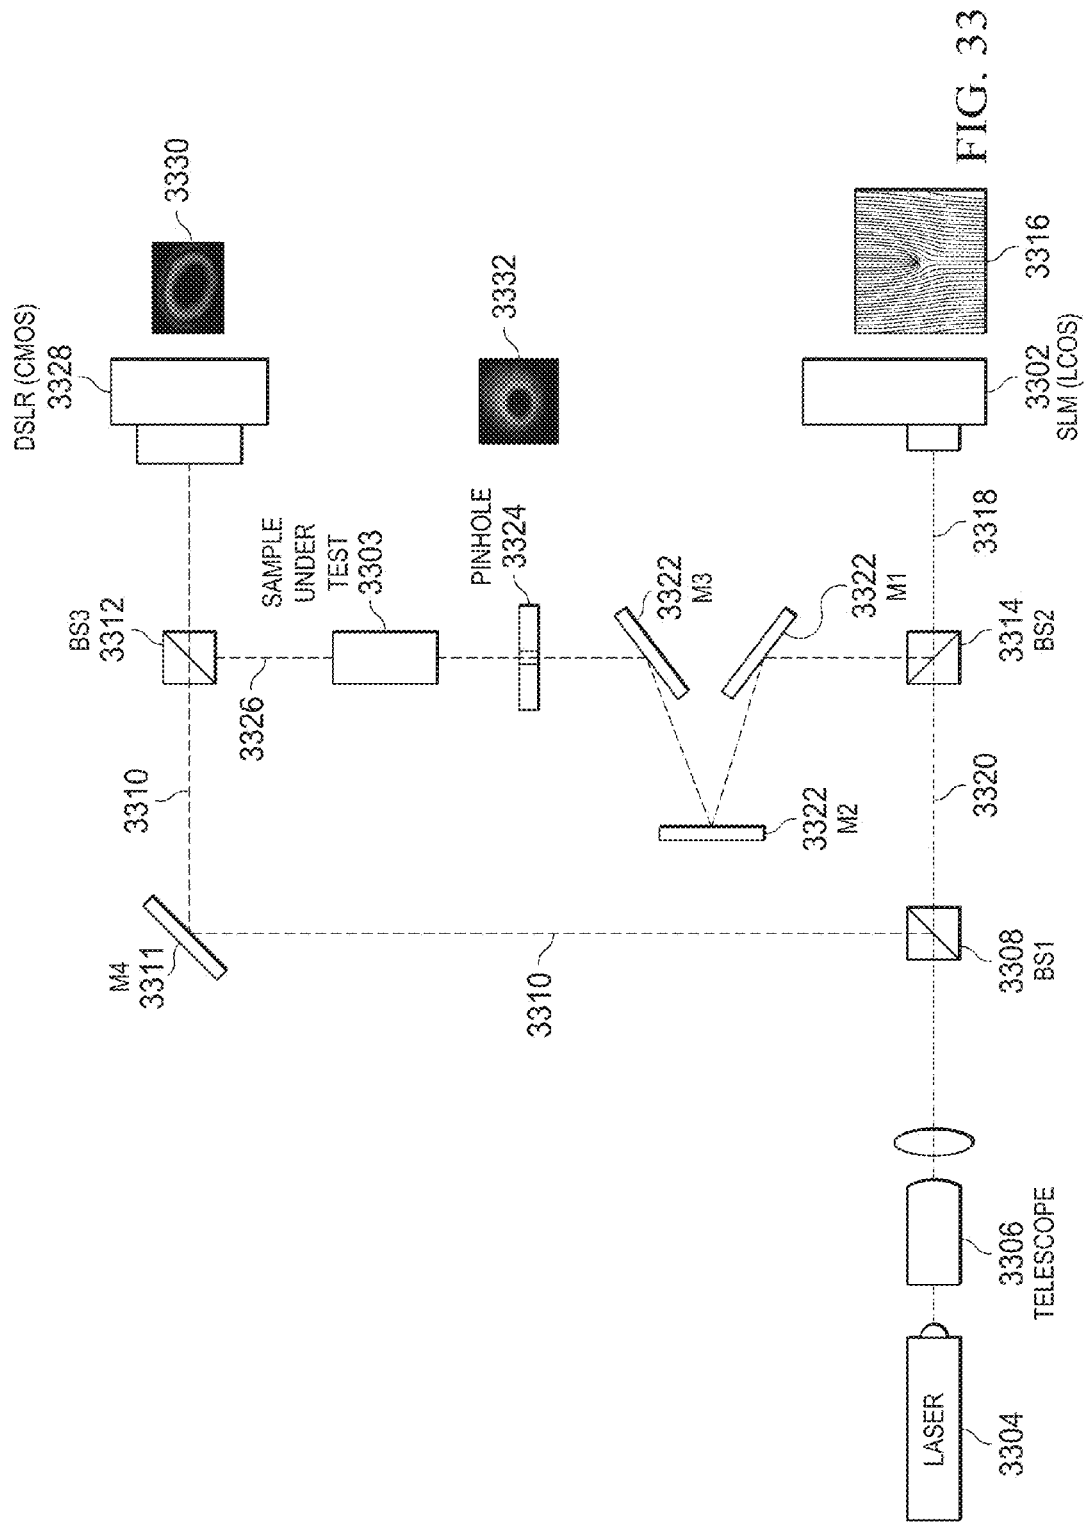 DSLR (CMOS)
3328
3330
BS3
3312
3310
M4
3311
SAMPLE
UNDER
TEST
3303
3326
PINHOLE
3324
3332
3322
M3
3322
M1
3322
M2
3310
LASER
3304
3306
TELESCOPE
3308
BS1
3320
3314
BS2
3318
3302
SLM (LCOS)
3316
FIG. 33